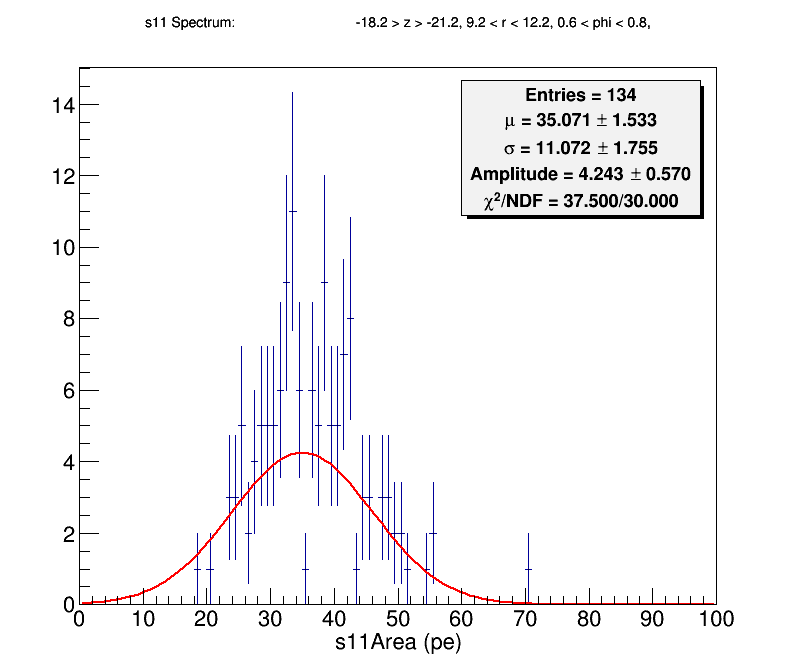 s11 Spectrum: -18.2 > z > -21.2, 9.2 < r < 12.2, 0.6 < phi < 0.8,
Entries = 134
μ = 35.071 ± 1.533
σ = 11.072 ± 1.755
Amplitude = 4.243 ± 0.570
χ²/NDF = 37.500/30.000
14
12
10
8
6
4
2
0
0 10 20 30 40 50 60 70 80 90 100
s11Area (pe)